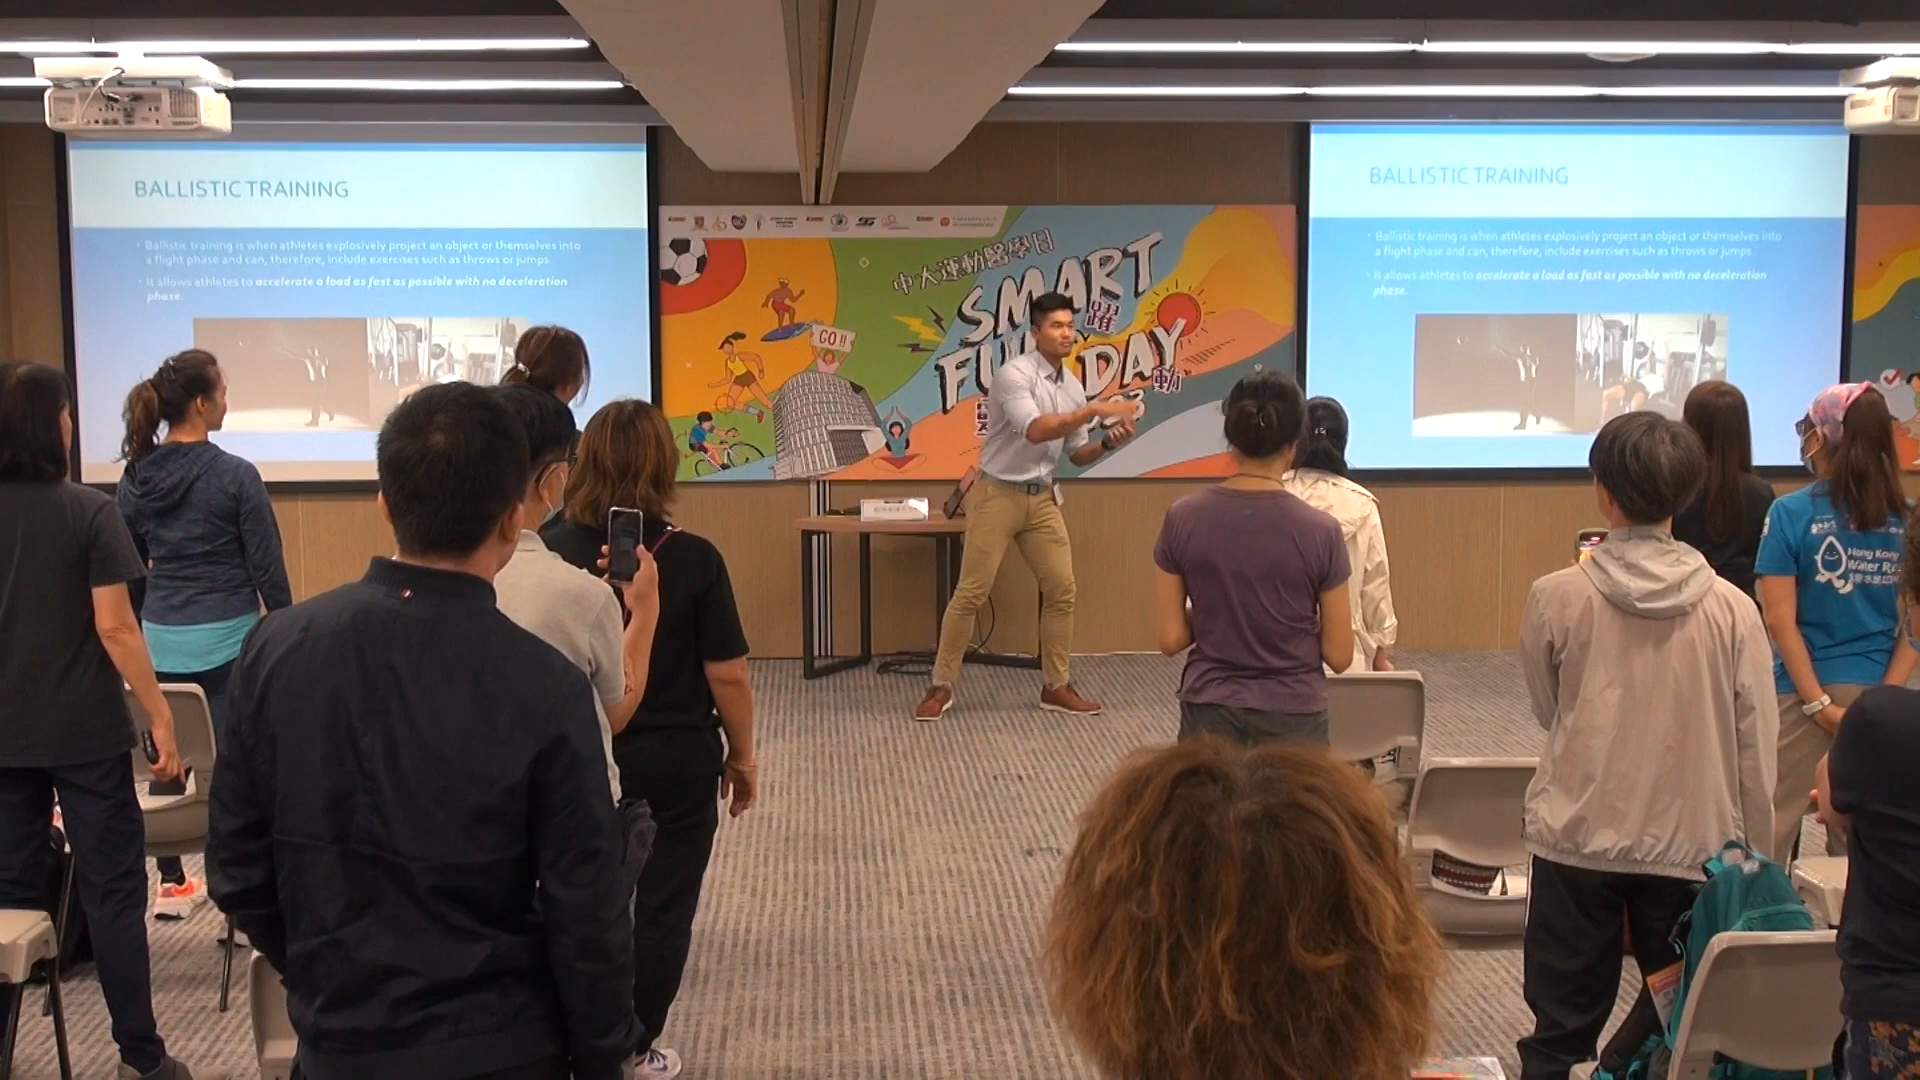 BALLISTIC TRAINING
Ballistic training is when athletes explosively project an object or themselves into
a flight phase and can, therefore, include exercises such as throws or jumps
It allows athletes to accelerate a load as fast as possible with no deceleration
phase.
中大運動醫學日
SMART
躍
DAY
動
GO!!
BALLISTIC TRAINING
Ballistic training is when athletes explosively project an object or themselves into
a flight phase and can, therefore, include exercises such as throws or jumps
It allows athletes to accelerate a load as fast as possible with no deceleration
phase.
Hong Kong